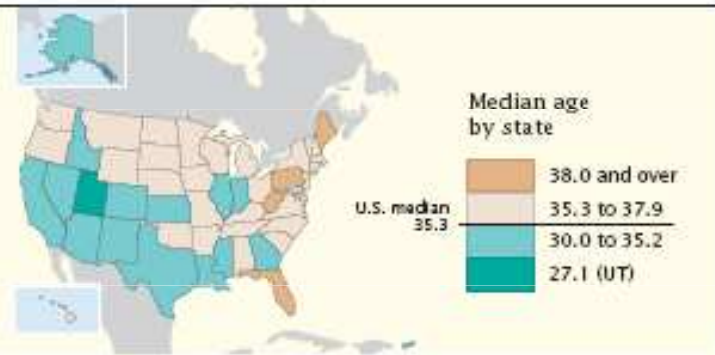 Median age
by state
38.0 and over
U.S. median
35.3
35.3 to 37.9
30.0 to 35.2
27.1 (UT)